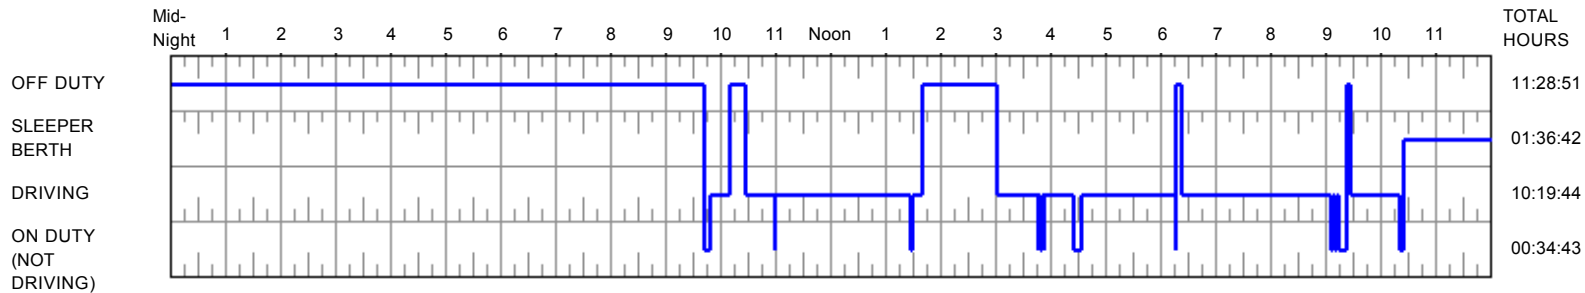 Mid-
Night 1 2 3 4 5 6 7 8 9 10 11 Noon 1 2 3 4 5 6 7 8 9 10 11
TOTAL
HOURS
OFF DUTY 11:28:51
SLEEPER
BERTH 01:36:42
DRIVING 10:19:44
ON DUTY
(NOT
DRIVING) 00:34:43